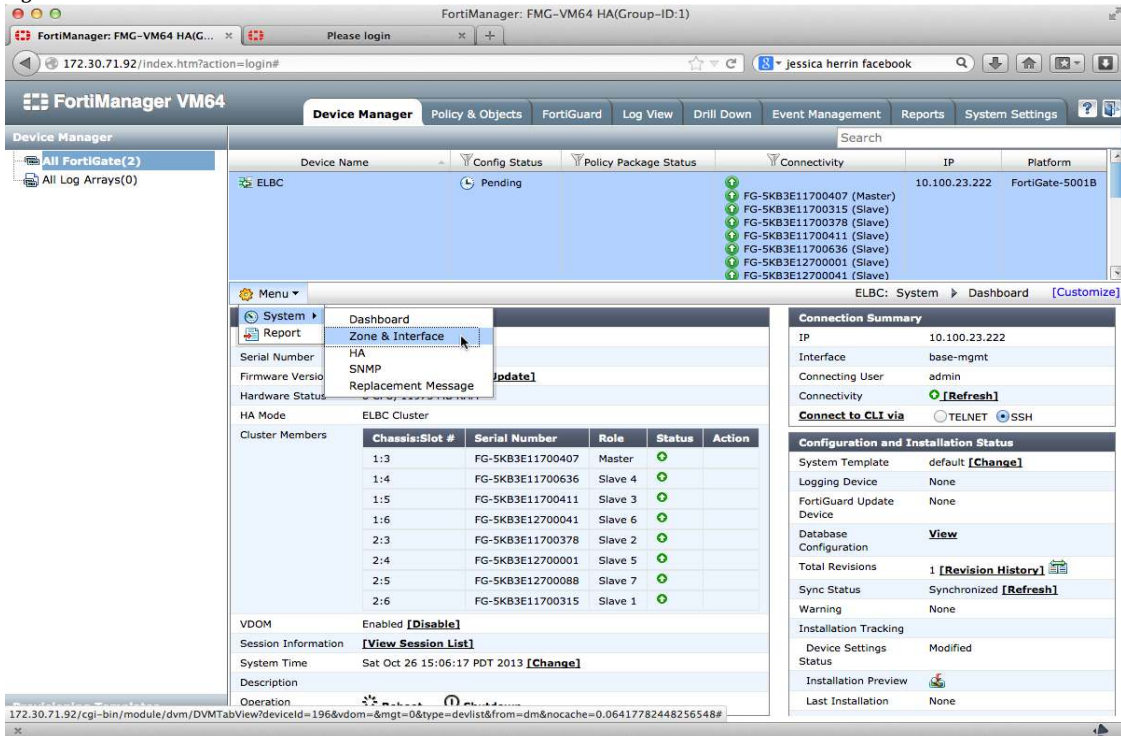 FortiManager: FMG-VM64 HA(Group-ID:1)
FortiManager: FMG-VM64 HA(G... × Please login × +
172.30.71.92/index.htm?action=login# jessica herrin facebook
FortiManager VM64
Device Manager Policy & Objects FortiGuard Log View Drill Down Event Management Reports System Settings ?
Device Manager Search
All FortiGate(2)
All Log Arrays(0)
Device Name Config Status Policy Package Status Connectivity IP Platform
ELBC Pending 10.100.23.222 FortiGate-5001B
FG-5KB3E11700407 (Master)
FG-5KB3E11700315 (Slave)
FG-5KB3E11700378 (Slave)
FG-5KB3E11700411 (Slave)
FG-5KB3E11700636 (Slave)
FG-5KB3E12700001 (Slave)
FG-5KB3E12700041 (Slave)
Menu ELBC: System Dashboard [Customize]
System
Report
Dashboard
Zone & Interface
HA
SNMP
Replacement Message
Serial Number
Firmware Versio Update]
Hardware Status
HA Mode ELBC Cluster
Cluster Members
Chassis:Slot # Serial Number Role Status Action
1:3 FG-5KB3E11700407 Master
1:4 FG-5KB3E11700636 Slave 4
1:5 FG-5KB3E11700411 Slave 3
1:6 FG-5KB3E12700041 Slave 6
2:3 FG-5KB3E11700378 Slave 2
2:4 FG-5KB3E12700001 Slave 5
2:5 FG-5KB3E12700088 Slave 7
2:6 FG-5KB3E11700315 Slave 1
VDOM Enabled [Disable]
Session Information [View Session List]
System Time Sat Oct 26 15:06:17 PDT 2013 [Change]
Description
Operation
Connection Summary
IP 10.100.23.222
Interface base-mgmt
Connecting User admin
Connectivity [Refresh]
Connect to CLI via TELNET SSH
Configuration and Installation Status
System Template default [Change]
Logging Device None
FortiGuard Update Device None
Database Configuration View
Total Revisions 1 [Revision History]
Sync Status Synchronized [Refresh]
Warning None
Installation Tracking
Device Settings Status Modified
Installation Preview
Last Installation None
172.30.71.92/cgi-bin/module/dvm/DVMTabView?deviceId=196&vdom=&mgt=0&type=devlist&from=dm&nocache=0.06417782448256548#